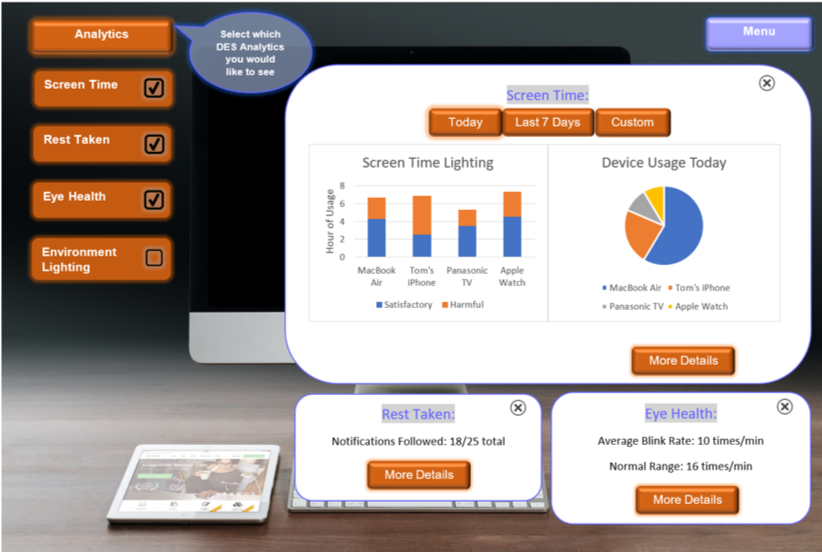 Analytics
Select which
DES Analytics
you would
like to see
Menu
Screen Time
Rest Taken
Eye Health
Environment
Lighting
Screen Time:
Today
Last 7 Days
Custom
Screen Time Lighting
Hour of Usage
8
6
4
2
0
MacBook
Air
Tom's
iPhone
Panasonic
TV
Apple
Watch
Satisfactory
Harmful
Device Usage Today
MacBook Air
Tom's iPhone
Panasonic TV
Apple Watch
More Details
Rest Taken:
Notifications Followed: 18/25 total
More Details
Eye Health:
Average Blink Rate: 10 times/min
Normal Range: 16 times/min
More Details